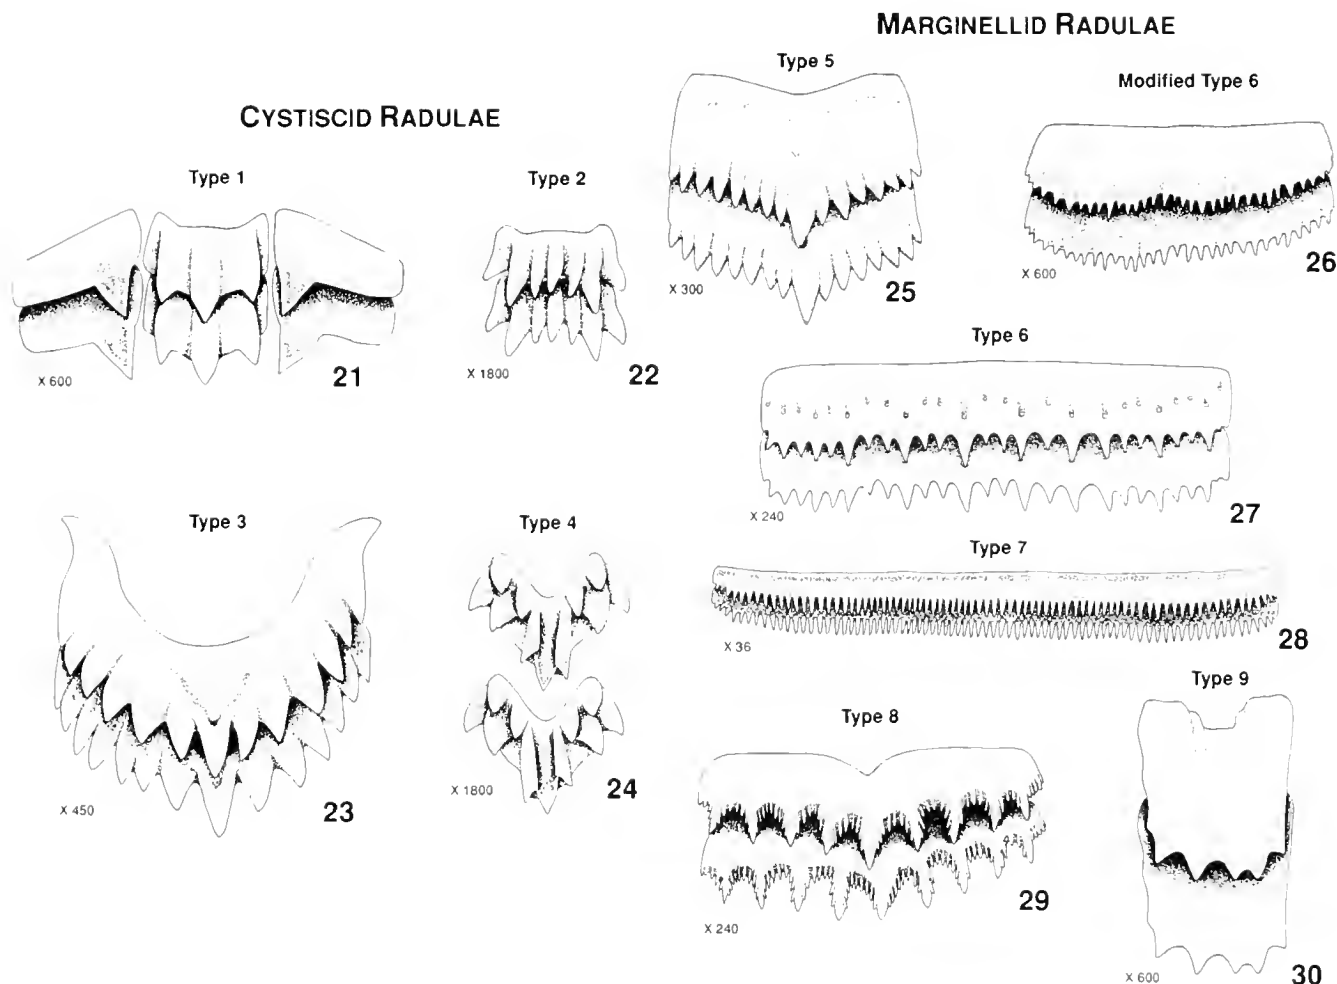 CYSTISCID RADULAE
Type 1
X 600
21
Type 2
X 1800
22
Type 3
X 450
23
Type 4
X 1800
24
MARGINELLID RADULAE
Type 5
X 300
25
Modified Type 6
X 600
26
Type 6
X 240
27
Type 7
X 36
28
Type 8
X 240
29
Type 9
X 600
30